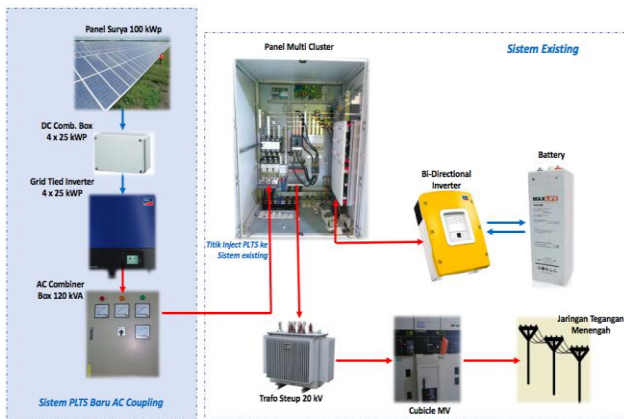 Panel Surya 100 kWp
DC Comb. Box
4 x 25 kWP
Grid Tied Inverter
4 x 25 kWP
AC Combiner
Box 120 kVA
Sistem PLTS Baru AC Coupling
Panel Multi Cluster
Sistem Existing
Titik Inject PLTS ke
Sistem existing
Bi-Directional
Inverter
Battery
MAXLIFE
Trafo Steup 20 kV
Cubicle MV
Jaringan Tegangan
Menengah